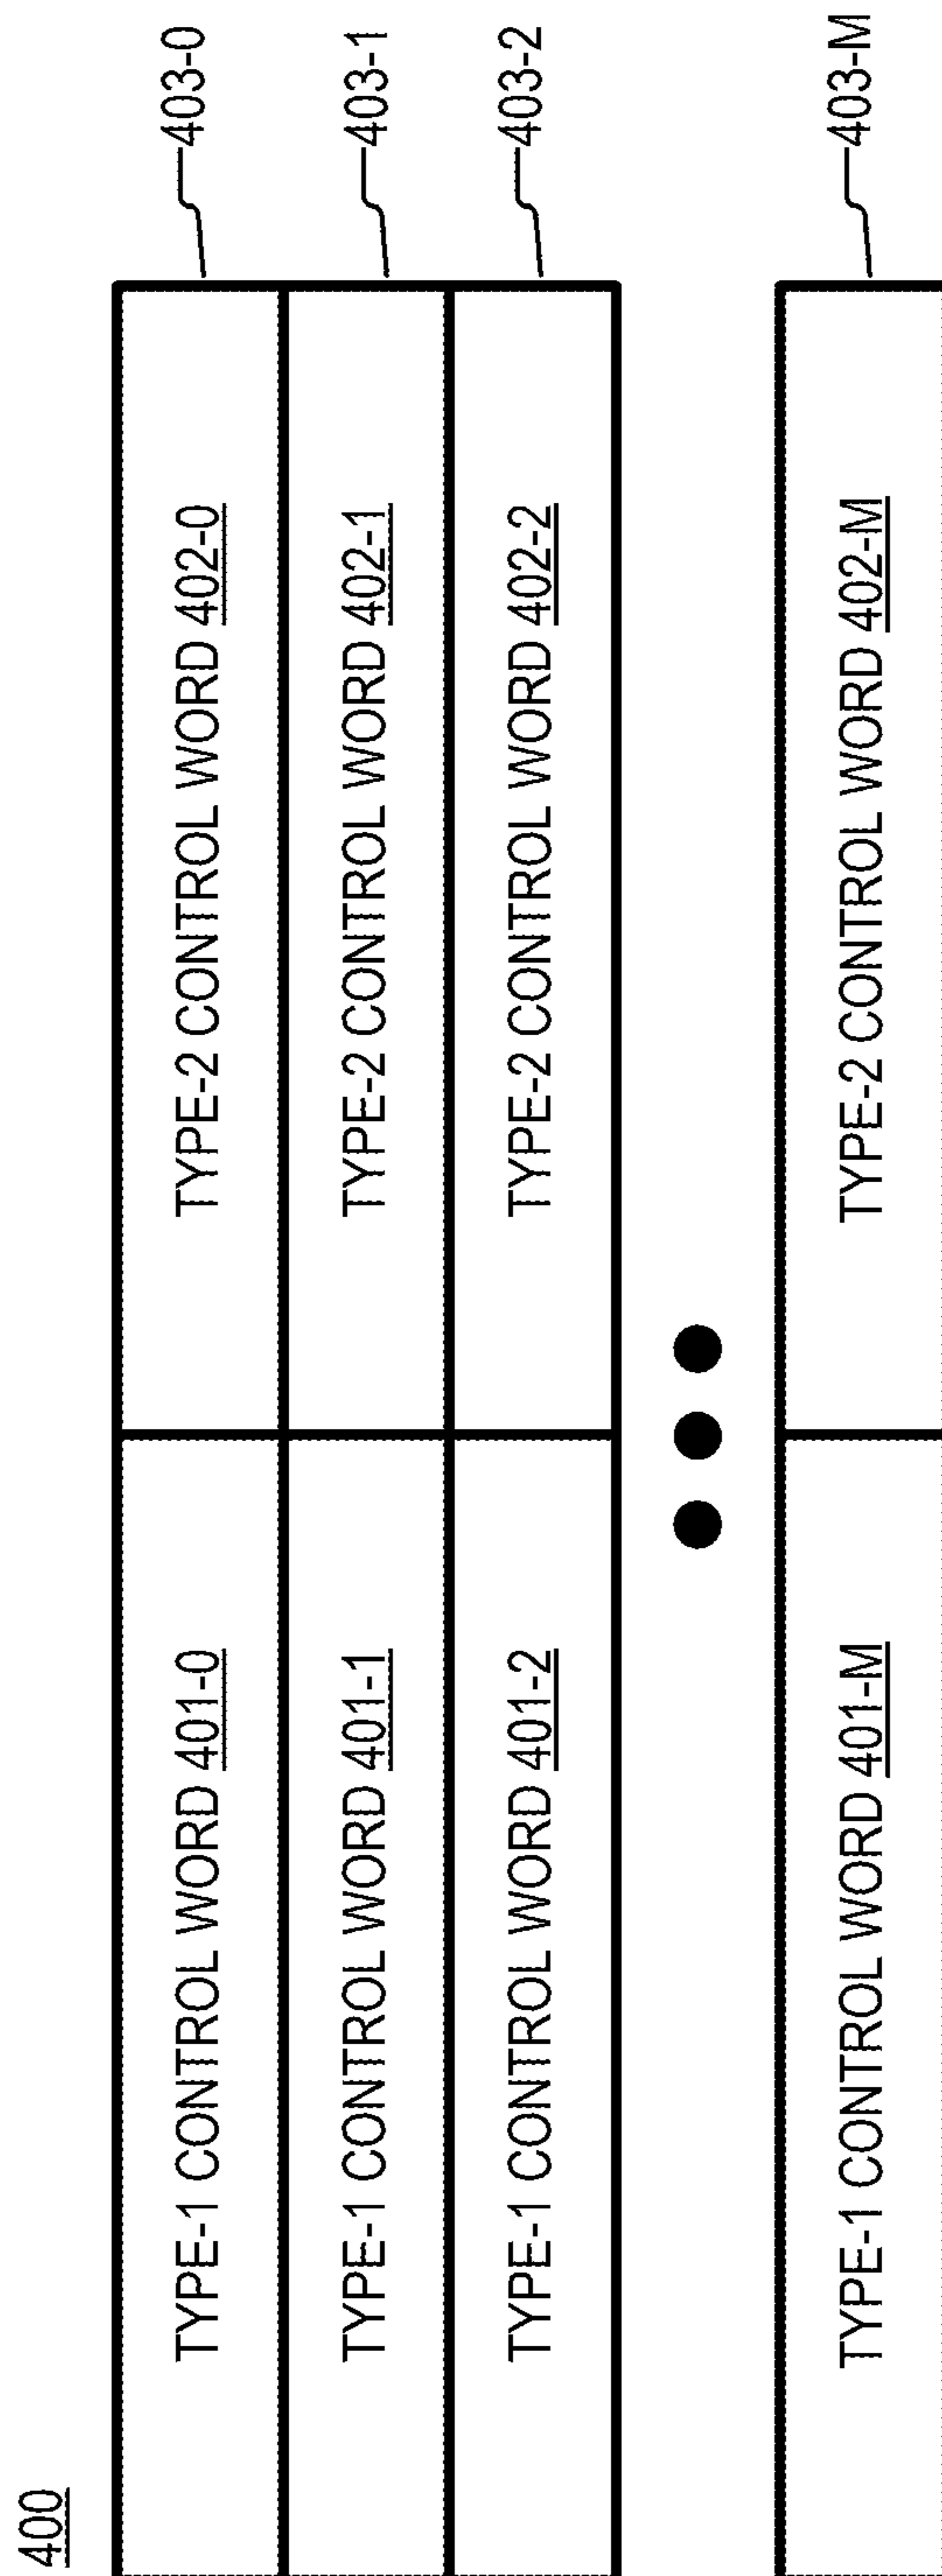 400
TYPE-1 CONTROL WORD 401-0 TYPE-2 CONTROL WORD 402-0 403-0
TYPE-1 CONTROL WORD 401-1 TYPE-2 CONTROL WORD 402-1 403-1
TYPE-1 CONTROL WORD 401-2 TYPE-2 CONTROL WORD 402-2 403-2
TYPE-1 CONTROL WORD 401-M TYPE-2 CONTROL WORD 402-M 403-M